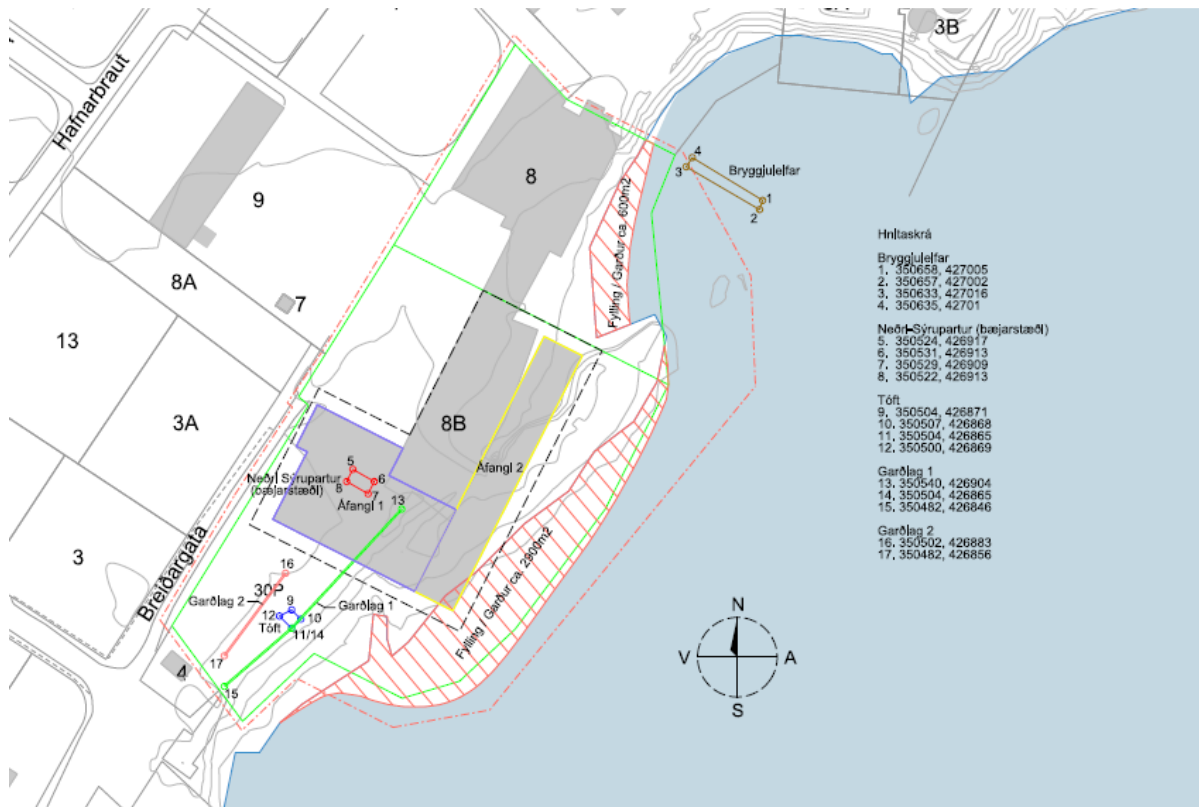 3A
3B
Hafnarbraut
4
3
Bryggjuleifar
1
2
8
9
8A
7
13
3A
8B
Fylling / Garður ca. 600m2
Áfangi 2
5
6
Neðri Sýrupartur
(bæjarstæði)
8
7
Áfangi 1
13
3
Breiðargata
16
30P
Garðlag 2
9
Garðlag 1
12
10
Tóft
11/14
17
4
15
Fylling / Garður ca. 2900m2
N
V
A
S
Hnitaskrá
Bryggjuleifar
1. 350658, 427005
2. 350657, 427002
3. 350633, 427016
4. 350635, 42701
Neðri-Sýrupartur (bæjarstæði)
5. 350524, 426917
6. 350531, 426913
7. 350529, 426909
8. 350522, 426913
Tóft
9. 350504, 426871
10. 350507, 426868
11. 350504, 426865
12. 350500, 426869
Garðlag 1
13. 350540, 426904
14, 350504, 426865
15. 350482, 426846
Garðlag 2
16. 350502, 426883
17, 350482, 426856